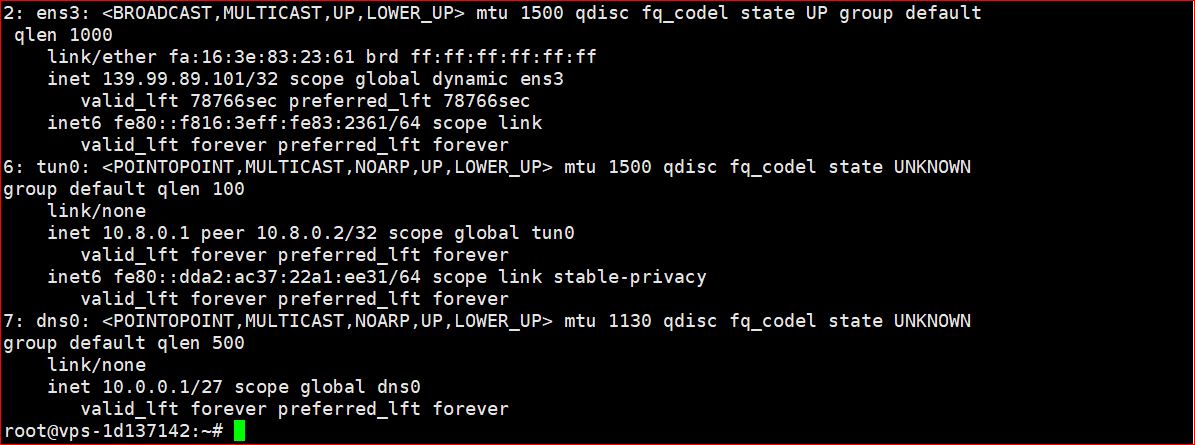 2: ens3: <BROADCAST,MULTICAST,UP,LOWER_UP> mtu 1500 qdisc fq_codel state UP group default
 qlen 1000
    link/ether fa:16:3e:83:23:61 brd ff:ff:ff:ff:ff:ff
    inet 139.99.89.101/32 scope global dynamic ens3
       valid_lft 78766sec preferred_lft 78766sec
    inet6 fe80::f816:3eff:fe83:2361/64 scope link
       valid_lft forever preferred_lft forever
6: tun0: <POINTOPOINT,MULTICAST,NOARP,UP,LOWER_UP> mtu 1500 qdisc fq_codel state UNKNOWN
group default qlen 100
    link/none
    inet 10.8.0.1 peer 10.8.0.2/32 scope global tun0
       valid_lft forever preferred_lft forever
    inet6 fe80::dda2:ac37:22a1:ee31/64 scope link stable-privacy
       valid_lft forever preferred_lft forever
7: dns0: <POINTOPOINT,MULTICAST,NOARP,UP,LOWER_UP> mtu 1130 qdisc fq_codel state UNKNOWN
group default qlen 500
    link/none
    inet 10.0.0.1/27 scope global dns0
       valid_lft forever preferred_lft forever
root@vps-1d137142:~#